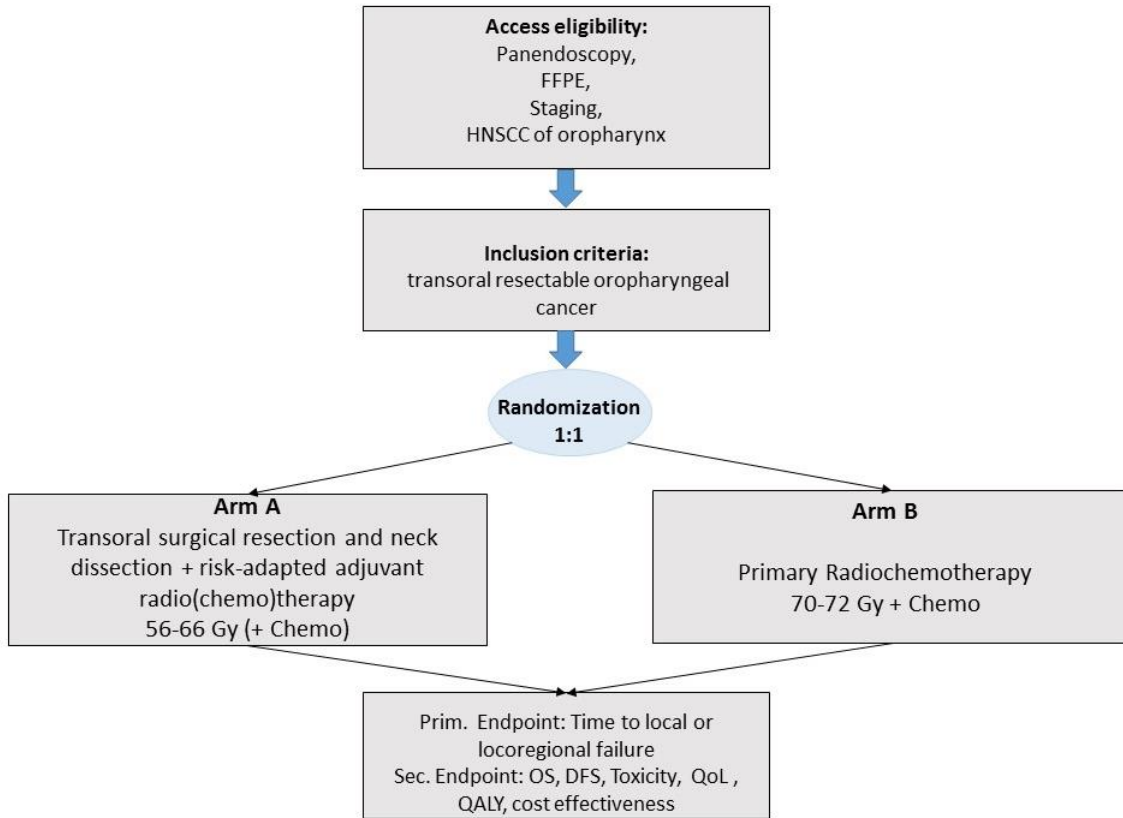 Access eligibility:
Panendoscopy,
FFPE,
Staging,
HNSCC of oropharynx
Inclusion criteria:
transoral resectable oropharyngeal
cancer
Randomization
1:1
Arm A
Transoral surgical resection and neck
dissection + risk-adapted adjuvant
radio(chemo)therapy
56-66 Gy (+ Chemo)
Arm B
Primary Radiochemotherapy
70-72 Gy + Chemo
Prim. Endpoint: Time to local or
locoregional failure
Sec. Endpoint: OS, DFS, Toxicity, QoL ,
QALY, cost effectiveness